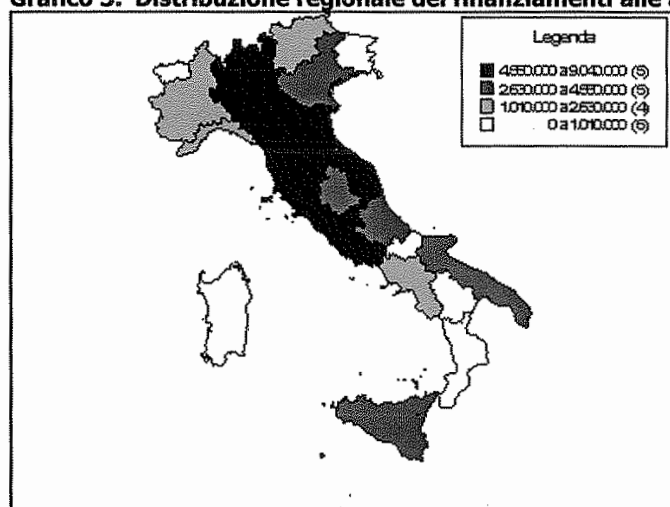 Grafico 3. Distribuzione regionale dei finanziamenti alle
Legenda
4.550.000 a 9.040.000 (5)
2.630.000 a 4.550.000 (5)
1.010.000 a 2.630.000 (4)
0 a 1.010.000 (6)